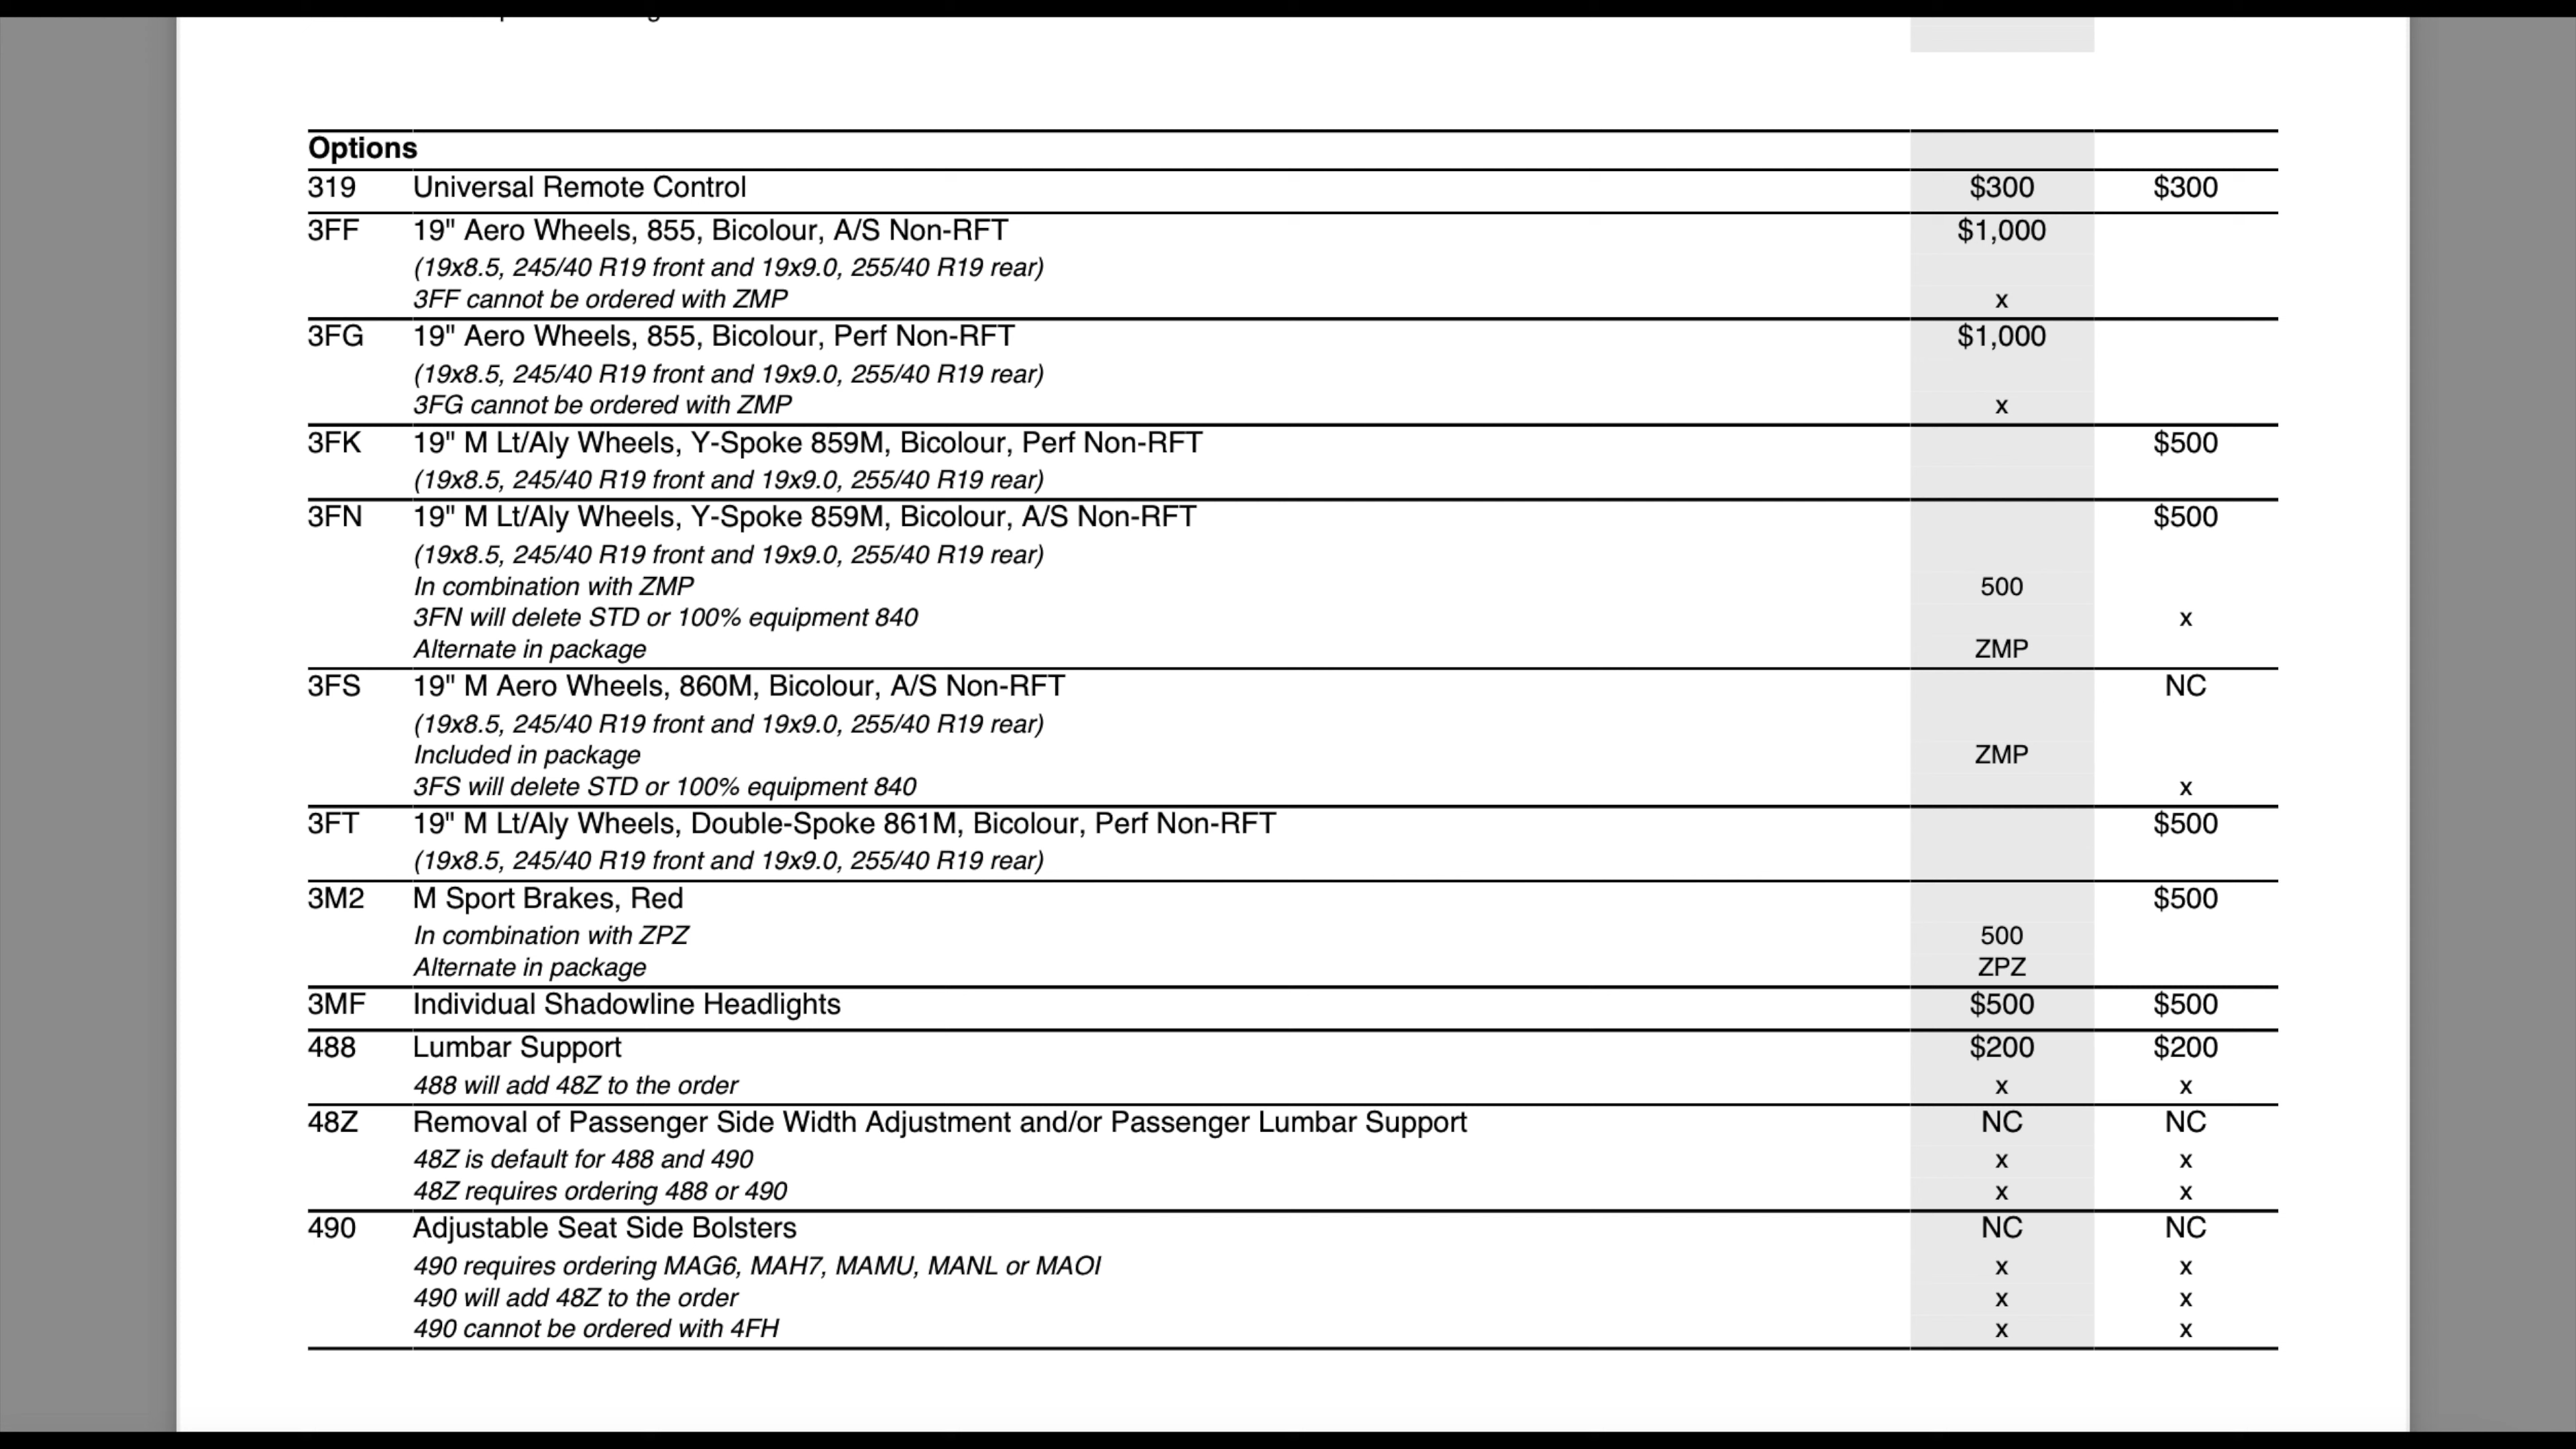 Options
319 Universal Remote Control $300 $300
3FF 19" Aero Wheels, 855, Bicolour, A/S Non-RFT $1,000
(19x8.5, 245/40 R19 front and 19x9.0, 255/40 R19 rear)
3FF cannot be ordered with ZMP x
3FG 19" Aero Wheels, 855, Bicolour, Perf Non-RFT $1,000
(19x8.5, 245/40 R19 front and 19x9.0, 255/40 R19 rear)
3FG cannot be ordered with ZMP x
3FK 19" M Lt/Aly Wheels, Y-Spoke 859M, Bicolour, Perf Non-RFT $500
(19x8.5, 245/40 R19 front and 19x9.0, 255/40 R19 rear)
3FN 19" M Lt/Aly Wheels, Y-Spoke 859M, Bicolour, A/S Non-RFT $500
(19x8.5, 245/40 R19 front and 19x9.0, 255/40 R19 rear)
In combination with ZMP 500
3FN will delete STD or 100% equipment 840 x
Alternate in package ZMP
3FS 19" M Aero Wheels, 860M, Bicolour, A/S Non-RFT NC
(19x8.5, 245/40 R19 front and 19x9.0, 255/40 R19 rear)
Included in package ZMP
3FS will delete STD or 100% equipment 840 x
3FT 19" M Lt/Aly Wheels, Double-Spoke 861M, Bicolour, Perf Non-RFT $500
(19x8.5, 245/40 R19 front and 19x9.0, 255/40 R19 rear)
3M2 M Sport Brakes, Red $500
In combination with ZPZ 500
Alternate in package ZPZ
3MF Individual Shadowline Headlights $500 $500
488 Lumbar Support $200 $200
488 will add 48Z to the order x x
48Z Removal of Passenger Side Width Adjustment and/or Passenger Lumbar Support NC NC
48Z is default for 488 and 490 x x
48Z requires ordering 488 or 490 x x
490 Adjustable Seat Side Bolsters NC NC
490 requires ordering MAG6, MAH7, MAMU, MANL or MAOI x x
490 will add 48Z to the order x x
490 cannot be ordered with 4FH x x